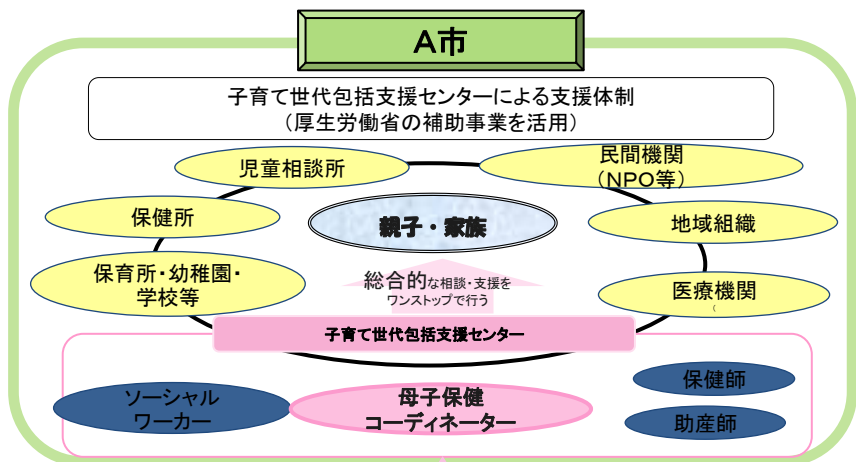 A市
子育て世代包括支援センターによる支援体制
（厚生労働省の補助事業を活用）
児童相談所
民間機関
（NPO等）
保健所
親子・家族
地域組織
保育所・幼稚園・
学校等
総合的な相談・支援を
ワンストップで行う
医療機関
（
子育て世代包括支援センター
ソーシャル
ワーカー
母子保健
コーディネーター
保健師
助産師